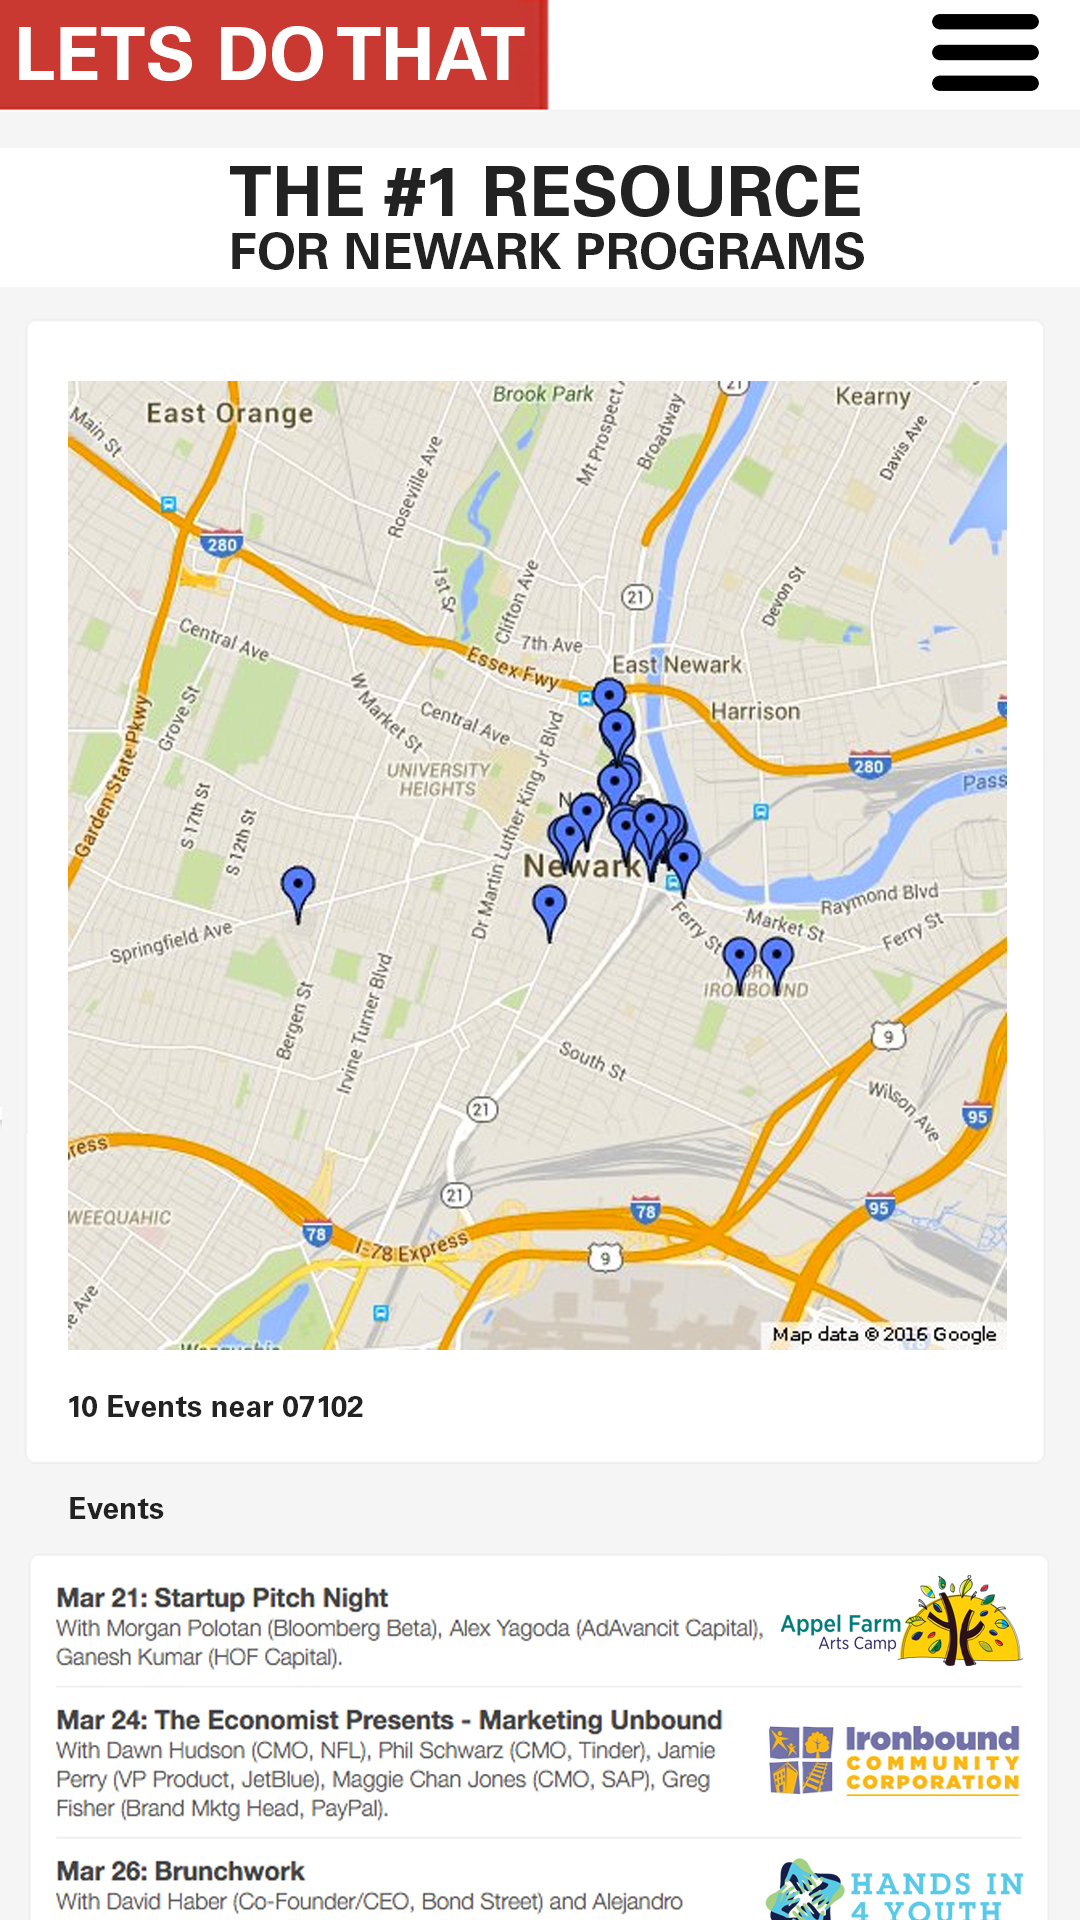 LETS DO THAT
THE #1 RESOURCE
FOR NEWARK PROGRAMS
Brook Park
21
Kearny
East Orange
Main St
Mt Prospect
Broadway
Davis Ave
Roseville Ave
280
1st St
Clifton Ave
21
Devon St
Central Ave
7th Ave
Essex Fwy
East Newark
W Market St
Grove St
Central Ave
Harrison
Garden State Pkwy
280
UNIVERSITY
HEIGHTS
Dr Martin Luther King Jr Blvd
Pass
S 17th St
S 12th St
Newark
Raymond Blvd
Ferry St
Market St
Ferry St
Springfield Ave
IRONBOUND
Bergen St
Irvine Turner Blvd
9
South St
21
Wilson Ave
95
ress
21
95
WEEQUAHIC
78
78
I-78 Express
9
e Ave
Map data © 2016 Google
10 Events near 07102
Events
Mar 21: Startup Pitch Night
With Morgan Polotan (Bloomberg Beta), Alex Yagoda (AdAvancit Capital),
Ganesh Kumar (HOF Capital).
Appel Farm
Arts Camp
Mar 24: The Economist Presents - Marketing Unbound
With Dawn Hudson (CMO, NFL), Phil Schwarz (CMO, Tinder), Jamie
Perry (VP Product, JetBlue), Maggie Chan Jones (CMO, SAP), Greg
Fisher (Brand Mktg Head, PayPal).
Ironbound
COMMUNITY
CORPORATION
Mar 26: Brunchwork
With David Haber (Co-Founder/CEO, Bond Street) and Alejandro
HANDS IN
4 YOUTH